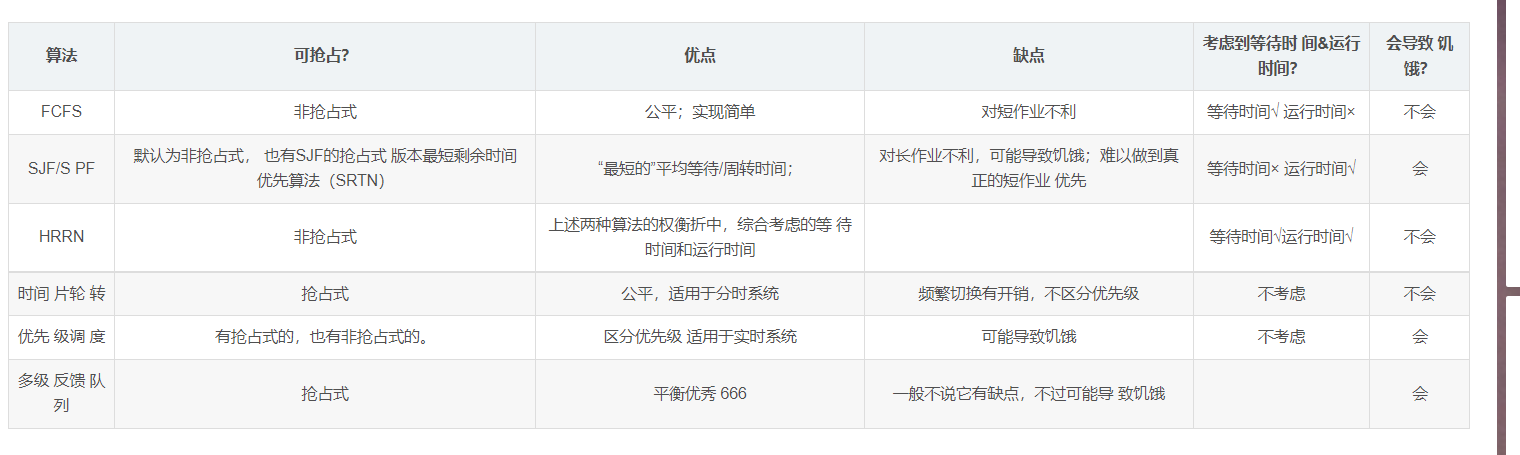 算法 可抢占? 优点 缺点 考虑到等待时 间&运行
时间? 会导致 饥
饿?
FCFS 非抢占式 公平；实现简单 对短作业不利 等待时间√ 运行时间× 不会
SJF/S PF 默认为非抢占式， 也有SJF的抢占式 版本最短剩余时间
优先算法（SRTN） “最短的”平均等待/周转时间； 对长作业不利，可能导致饥饿；难以做到真
正的短作业 优先 等待时间× 运行时间√ 会
HRRN 非抢占式 上述两种算法的权衡折中，综合考虑的等 待
时间和运行时间 等待时间√运行时间√ 不会
时间 片轮 转 抢占式 公平，适用于分时系统 频繁切换有开销，不区分优先级 不考虑 不会
优先 级调 度 有抢占式的，也有非抢占式的。 区分优先级 适用于实时系统 可能导致饥饿 不考虑 会
多级 反馈 队
列 抢占式 平衡优秀 666 一般不说它有缺点，不过可能导 致饥饿 会